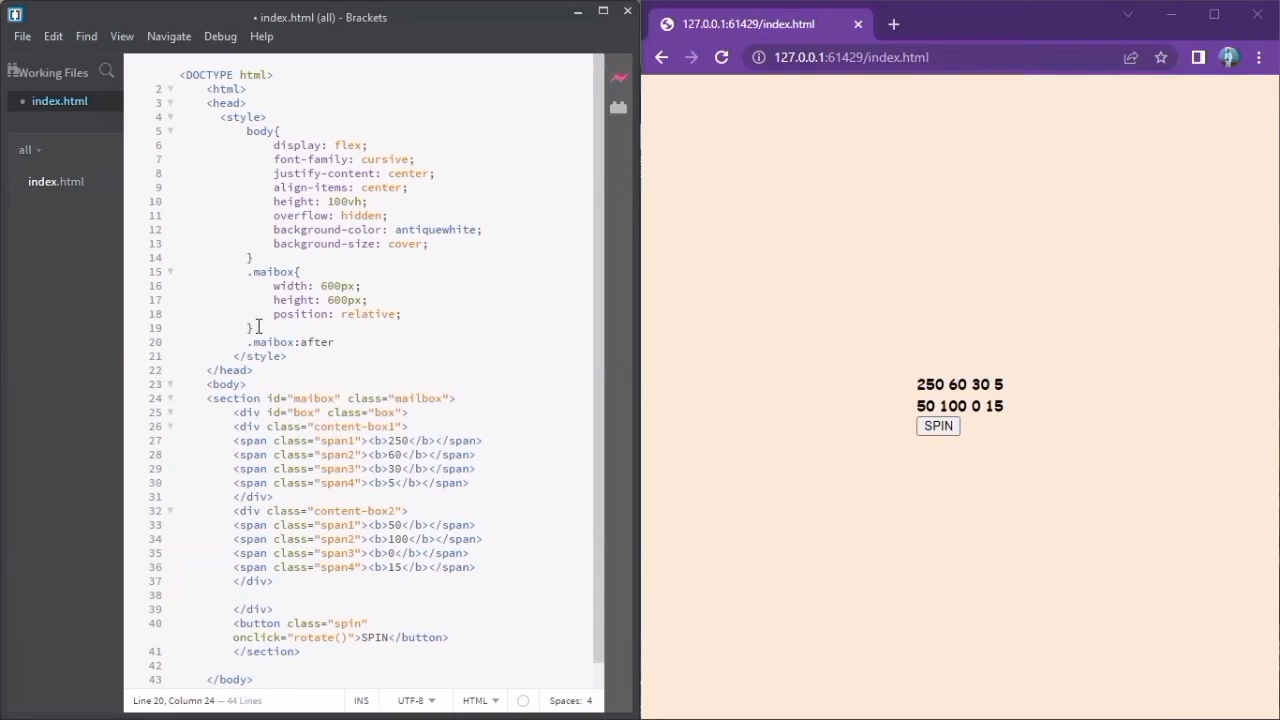 • index.html (all) - Brackets
File Edit Find View Navigate Debug Help
Working Files
• index.html
all
index.html
<DOCTYPE html>
2 <html>
3 <head>
4 <style>
5 body{
6 display: flex;
7 font-family: cursive;
8 justify-content: center;
9 align-items: center;
10 height: 100vh;
11 overflow: hidden;
12 background-color: antiquewhite;
13 background-size: cover;
14 }
15 .maibox{
16 width: 600px;
17 height: 600px;
18 position: relative;
19 }
20 .maibox:after
21 </style>
22 </head>
23 <body>
24 <section id="maibox" class="mailbox">
25 <div id="box" class="box">
26 <div class="content-box1">
27 <span class="span1"><b>250</b></span>
28 <span class="span2"><b>60</b></span>
29 <span class="span3"><b>30</b></span>
30 <span class="span4"><b>5</b></span>
31 </div>
32 <div class="content-box2">
33 <span class="span1"><b>50</b></span>
34 <span class="span2"><b>100</b></span>
35 <span class="span3"><b>0</b></span>
36 <span class="span4"><b>15</b></span>
37 </div>
38
39 </div>
40 <button class="spin"
onclick="rotate()">SPIN</button>
41 </section>
42
43 </body>
Line 20, Column 24 — 44 Lines INS UTF-8 HTML Spaces: 4
127.0.0.1:61429/index.html
127.0.0.1:61429/index.html
250 60 30 5
50 100 0 15
SPIN